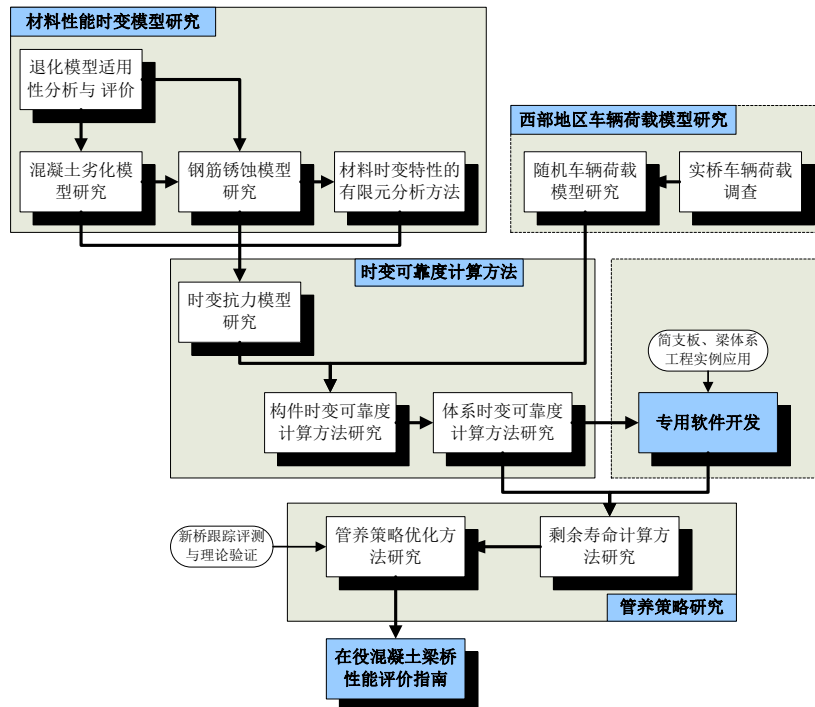 材料性能时变模型研究
退化模型适用
性分析与 评价
混凝土劣化模
型研究
钢筋锈蚀模型
研究
材料时变特性的
有限元分析方法
西部地区车辆荷载模型研究
随机车辆荷载
模型研究
实桥车辆荷载
调查
时变可靠度计算方法
时变抗力模型
研究
构件时变可靠度
计算方法研究
体系时变可靠度
计算方法研究
简支板、梁体系
工程实例应用
专用软件开发
新桥跟踪评测
与理论验证
管养策略优化方
法研究
剩余寿命计算方
法研究
管养策略研究
在役混凝土梁桥
性能评价指南